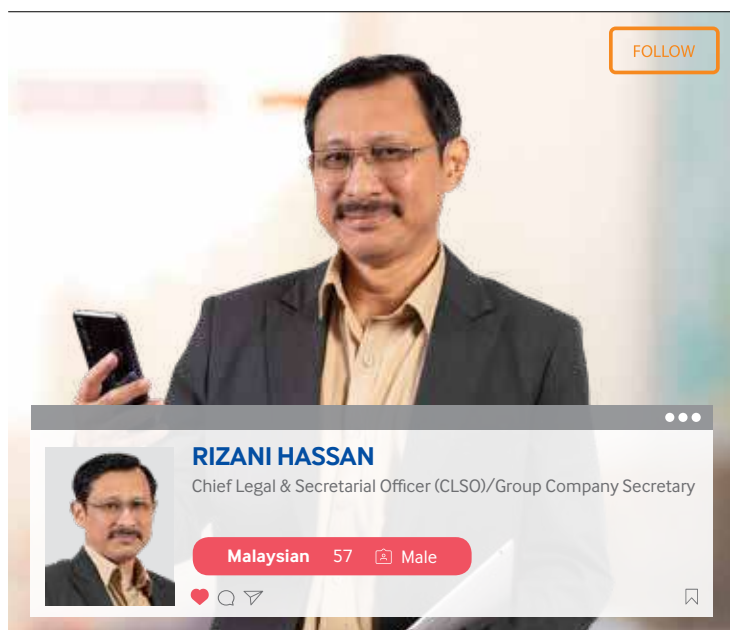 FOLLOW
RIZANI HASSAN
Chief Legal & Secretarial Officer (CLSO)/Group Company Secretary
Malaysian 57 Male